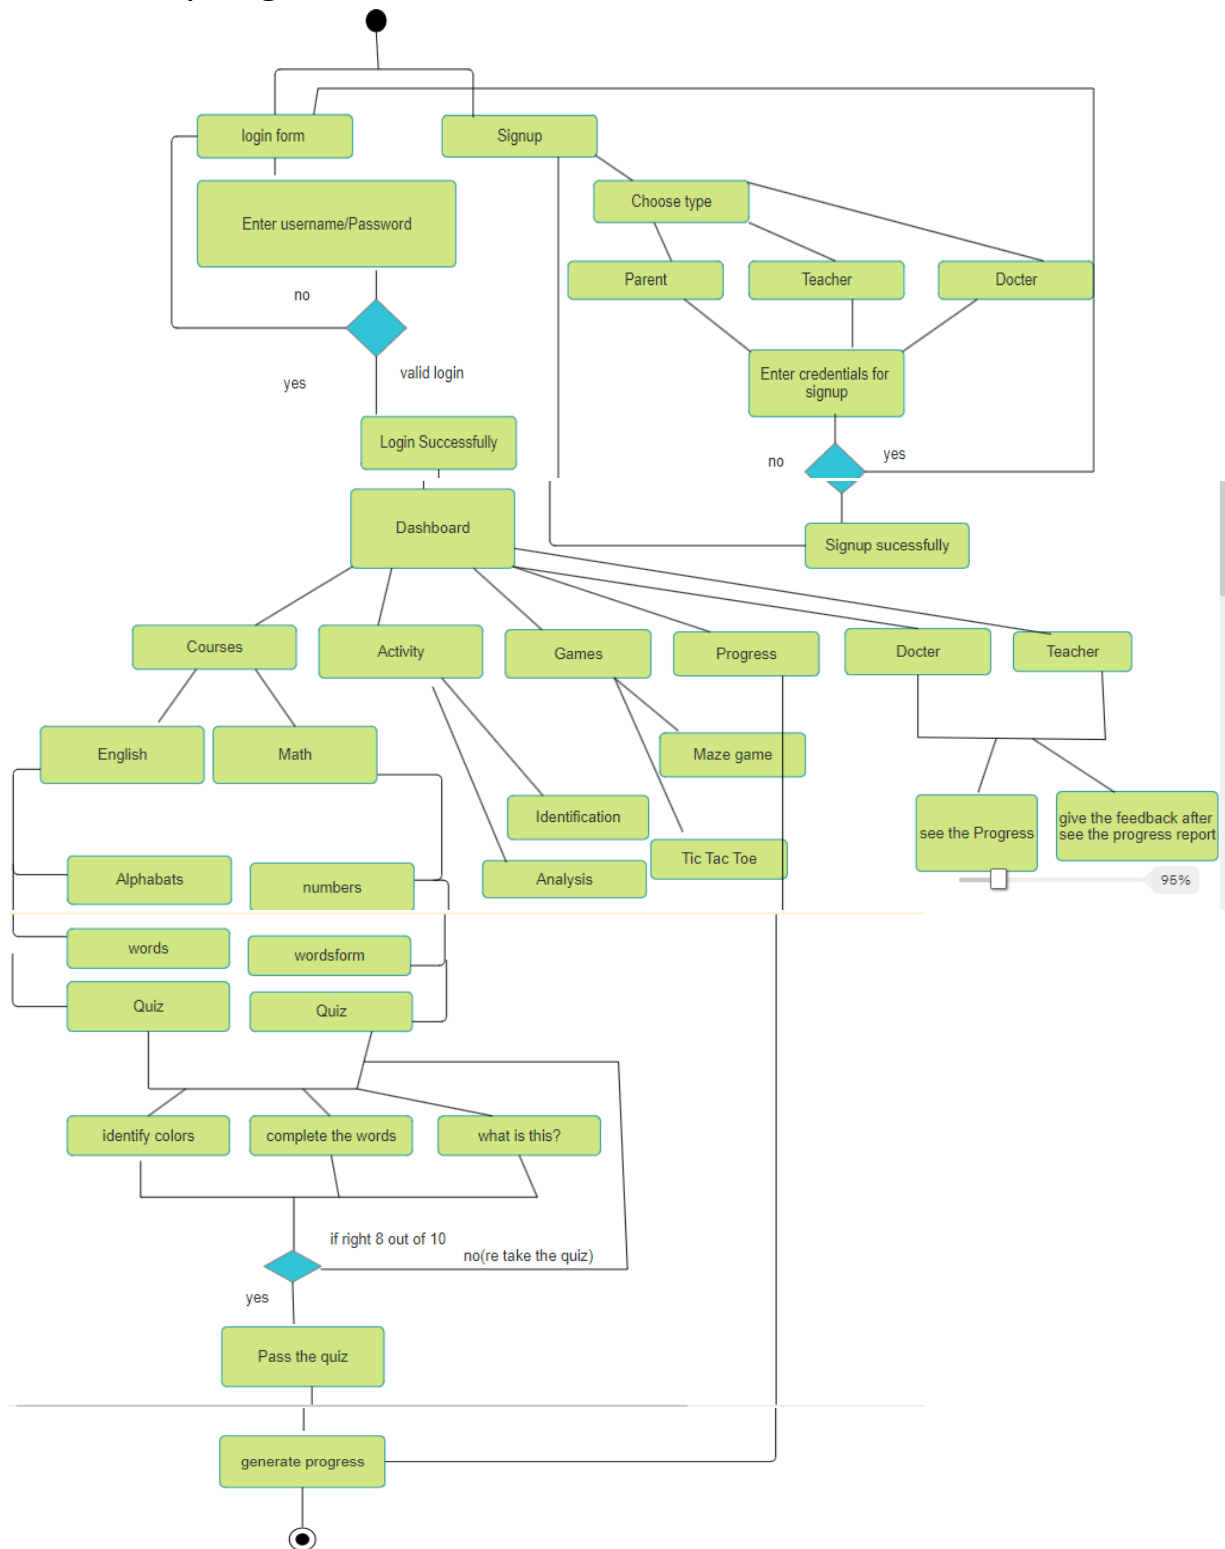 login form
Signup
Choose type
Enter username/Password
Parent
Teacher
Docter
no
valid login
yes
Enter credentials for
signup
Login Successfully
no
yes
Dashboard
Signup sucessfully
Courses
Activity
Games
Progress
Docter
Teacher
English
Math
Maze game
Identification
see the Progress
give the feedback after
see the progress report
Tic Tac Toe
Alphabats
numbers
Analysis
95%
words
wordsform
Quiz
Quiz
identify colors
complete the words
what is this?
if right 8 out of 10
no(re take the quiz)
yes
Pass the quiz
generate progress